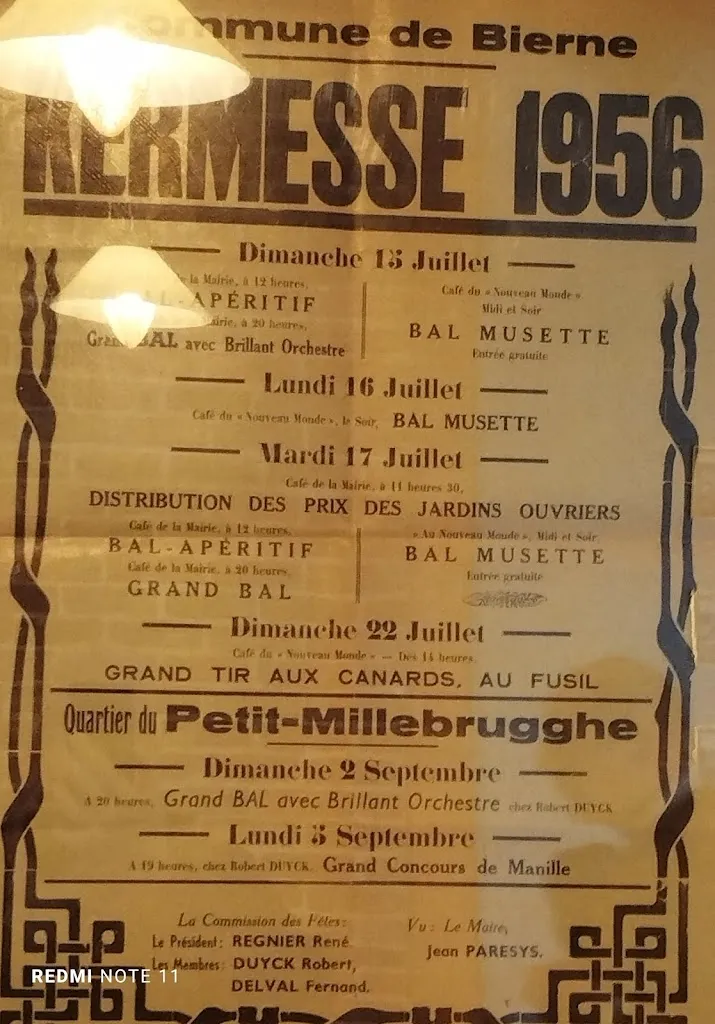 Commune de Bierne
KERMESSE 1956
Dimanche 15 Juillet
la Mairie, à 12 heures,
BAL-APÉRITIF
Mairie, à 20 heures,
Grand BAL avec Brillant Orchestre
Café du « Nouveau Monde »
Midi et Soir
BAL MUSETTE
Entrée gratuite
Lundi 16 Juillet
Café du « Nouveau Monde », le Soir, BAL MUSETTE
Mardi 17 Juillet
Café de la Mairie, à 11 heures 30,
DISTRIBUTION DES PRIX DES JARDINS OUVRIERS
Café de la Mairie, à 12 heures,
BAL-APÉRITIF
Café de la Mairie, à 20 heures,
GRAND BAL
« Au Nouveau Monde », Midi et Soir,
BAL MUSETTE
Entrée gratuite
Dimanche 22 Juillet
Café du « Nouveau Monde » — Dès 14 heures,
GRAND TIR AUX CANARDS, AU FUSIL
Quartier du Petit-Millebrugghe
Dimanche 2 Septembre
A 20 heures, Grand BAL avec Brillant Orchestre chez Robert DUYCK
Lundi 3 Septembre
A 19 heures, chez Robert DUYCK, Grand Concours de Manille
La Commission des Fêtes :
Le Président : REGNIER René
Les Membres : DUYCK Robert,
DELVAL Fernand.
Vu : Le Maire,
Jean PARESYS.
REDMI NOTE 11